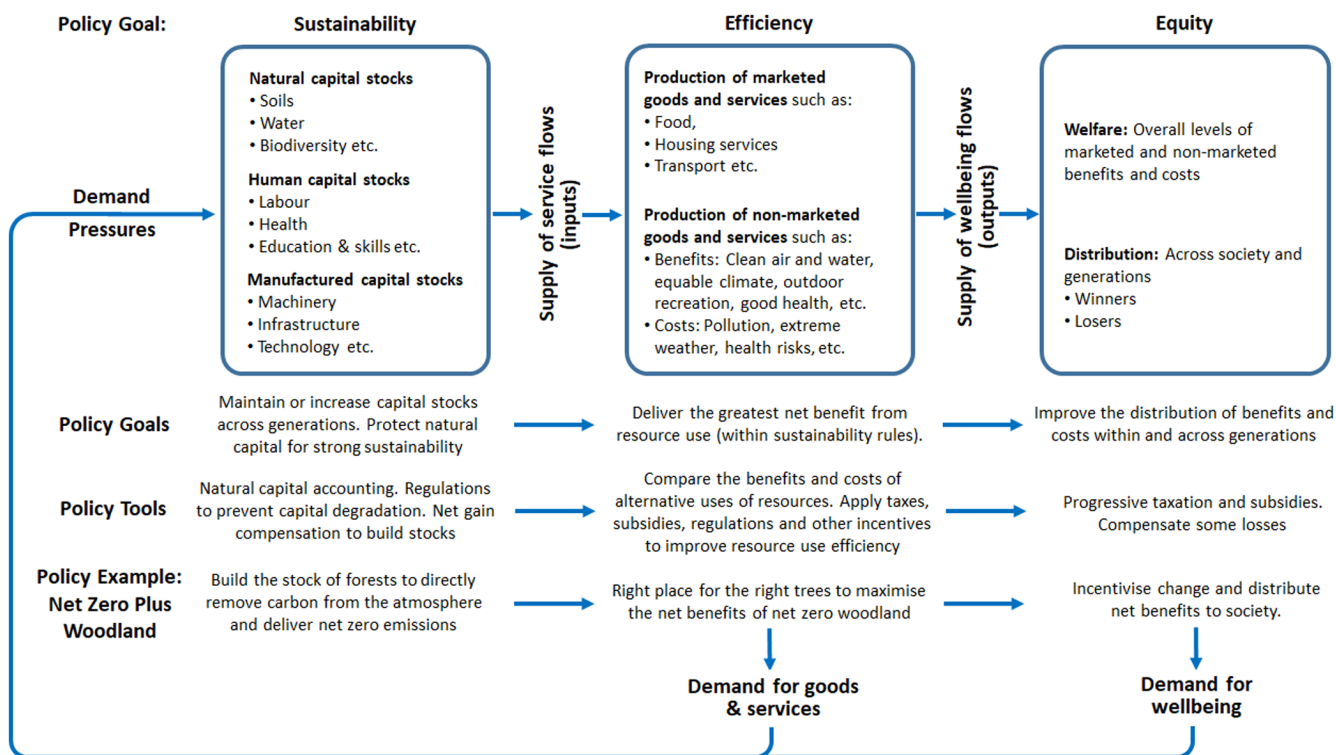 Policy Goal:
Sustainability
Efficiency
Equity
Demand
Pressures
Natural capital stocks
• Soils
• Water
• Biodiversity etc.
Human capital stocks
• Labour
• Health
• Education & skills etc.
Manufactured capital stocks
• Machinery
• Infrastructure
• Technology etc.
Supply of service flows
(inputs)
Production of marketed
goods and services such as:
• Food,
• Housing services
• Transport etc.
Production of non-marketed
goods and services such as:
• Benefits: Clean air and water,
equable climate, outdoor
recreation, good health, etc.
• Costs: Pollution, extreme
weather, health risks, etc.
Supply of wellbeing flows
(outputs)
Welfare: Overall levels of
marketed and non-marketed
benefits and costs
Distribution: Across society and
generations
• Winners
• Losers
Policy Goals
Maintain or increase capital stocks
across generations. Protect natural
capital for strong sustainability
Deliver the greatest net benefit from
resource use (within sustainability rules).
Improve the distribution of benefits and
costs within and across generations
Policy Tools
Natural capital accounting. Regulations
to prevent capital degradation. Net gain
compensation to build stocks
Compare the benefits and costs of
alternative uses of resources. Apply taxes,
subsidies, regulations and other incentives
to improve resource use efficiency
Progressive taxation and subsidies.
Compensate some losses
Policy Example:
Net Zero Plus
Woodland
Build the stock of forests to directly
remove carbon from the atmosphere
and deliver net zero emissions
Right place for the right trees to maximise
the net benefits of net zero woodland
Incentivise change and distribute
net benefits to society.
Demand for goods
& services
Demand for
wellbeing